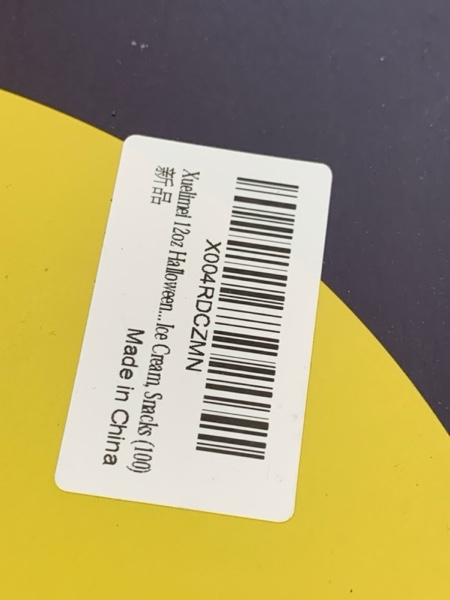 X004RDCZMN
Xuelimei 12oz Halloween... Ice Cream, Snacks (100)
新品
Made in China